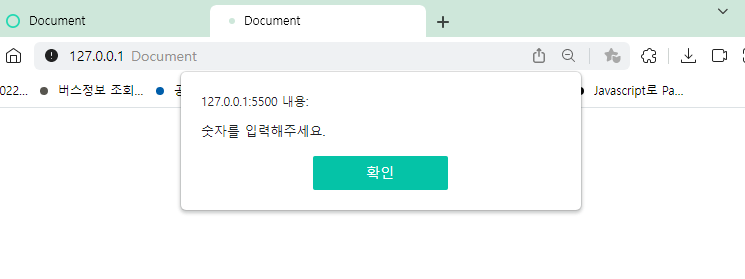 Document
Document
127.0.0.1 Document
022...
버스정보 조회...
Javascript로 Pa...
127.0.0.1:5500 내용:
숫자를 입력해주세요.
확인